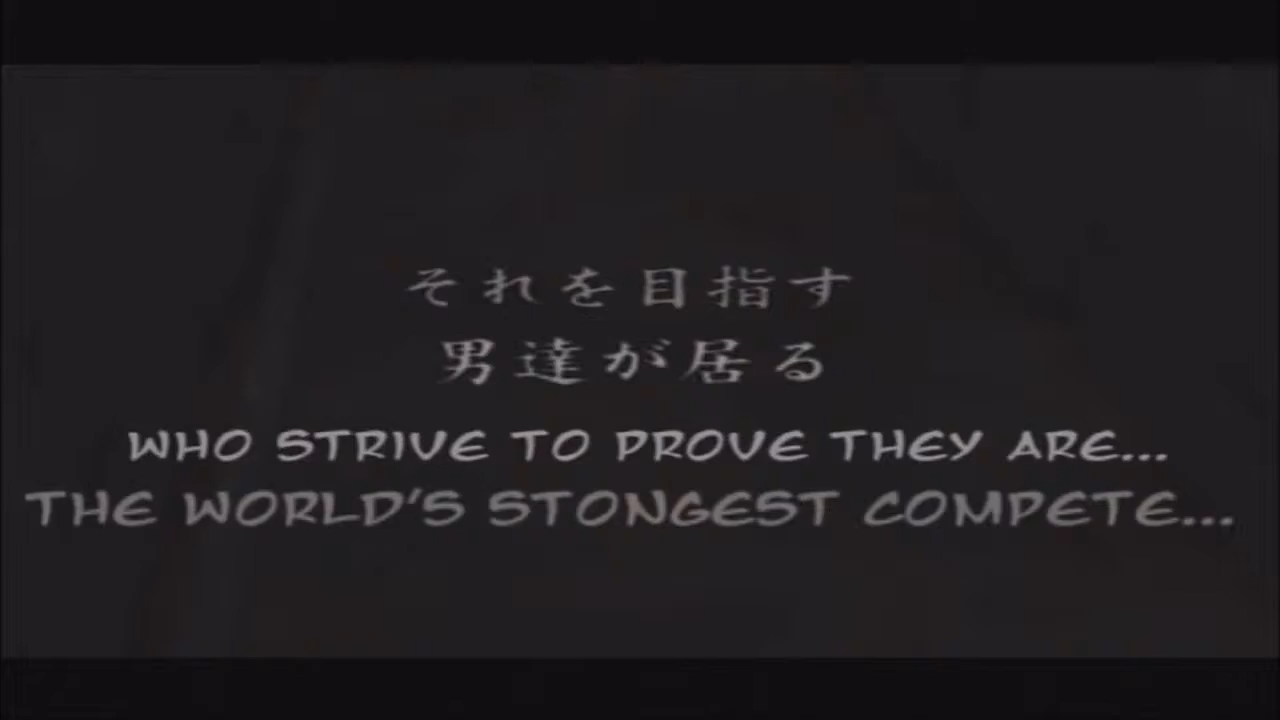 それを目指す
男達が居る
WHO STRIVE TO PROVE THEY ARE...
THE WORLD'S STONGEST COMPETE...